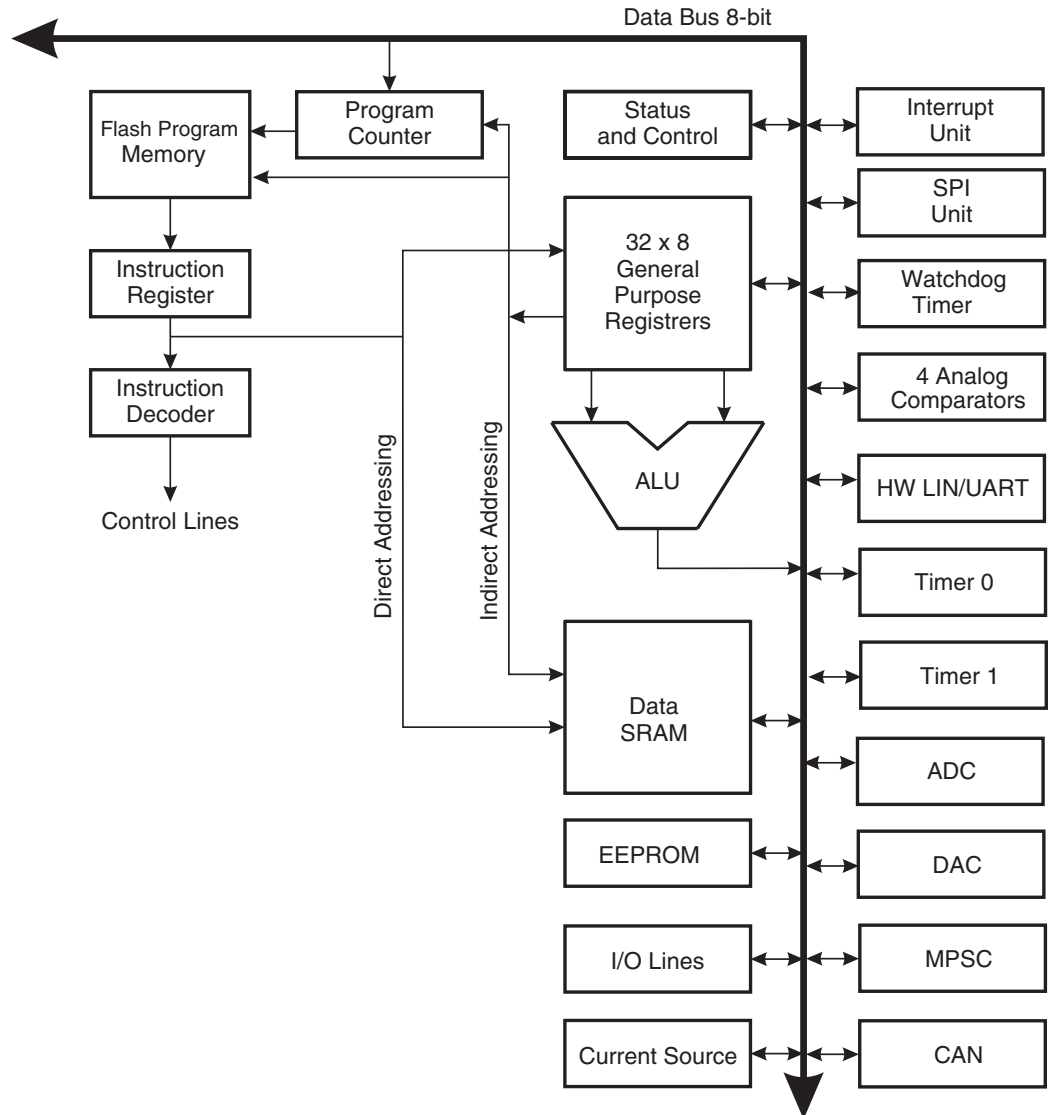 Data Bus 8-bit
Flash Program
Memory
Program
Counter
Status
and Control
Interrupt
Unit
SPI
Unit
Instruction
Register
32 x 8
General
Purpose
Registrers
Watchdog
Timer
Instruction
Decoder
4 Analog
Comparators
ALU
HW LIN/UART
Control Lines
Direct Addressing
Indirect Addressing
Timer 0
Timer 1
Data
SRAM
ADC
EEPROM
DAC
I/O Lines
MPSC
Current Source
CAN